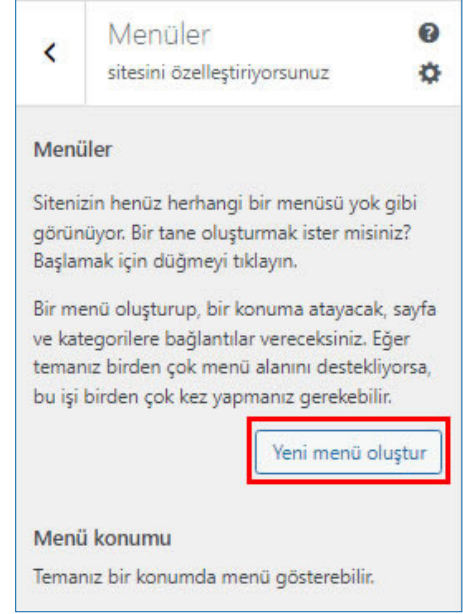 Menüler
sitesini özelleştiriyorsunuz
Menüler
Sitenizin henüz herhangi bir menüsü yok gibi
görünüyor. Bir tane oluşturmak ister misiniz?
Başlamak için düğmeyi tıklayın.
Bir menü oluşturup, bir konuma atayacak, sayfa
ve kategorilere bağlantılar vereceksiniz. Eğer
temanız birden çok menü alanını destekliyorsa,
bu işi birden çok kez yapmanız gerekebilir.
Yeni menü oluştur
Menü konumu
Temanız bir konumda menü gösterebilir.